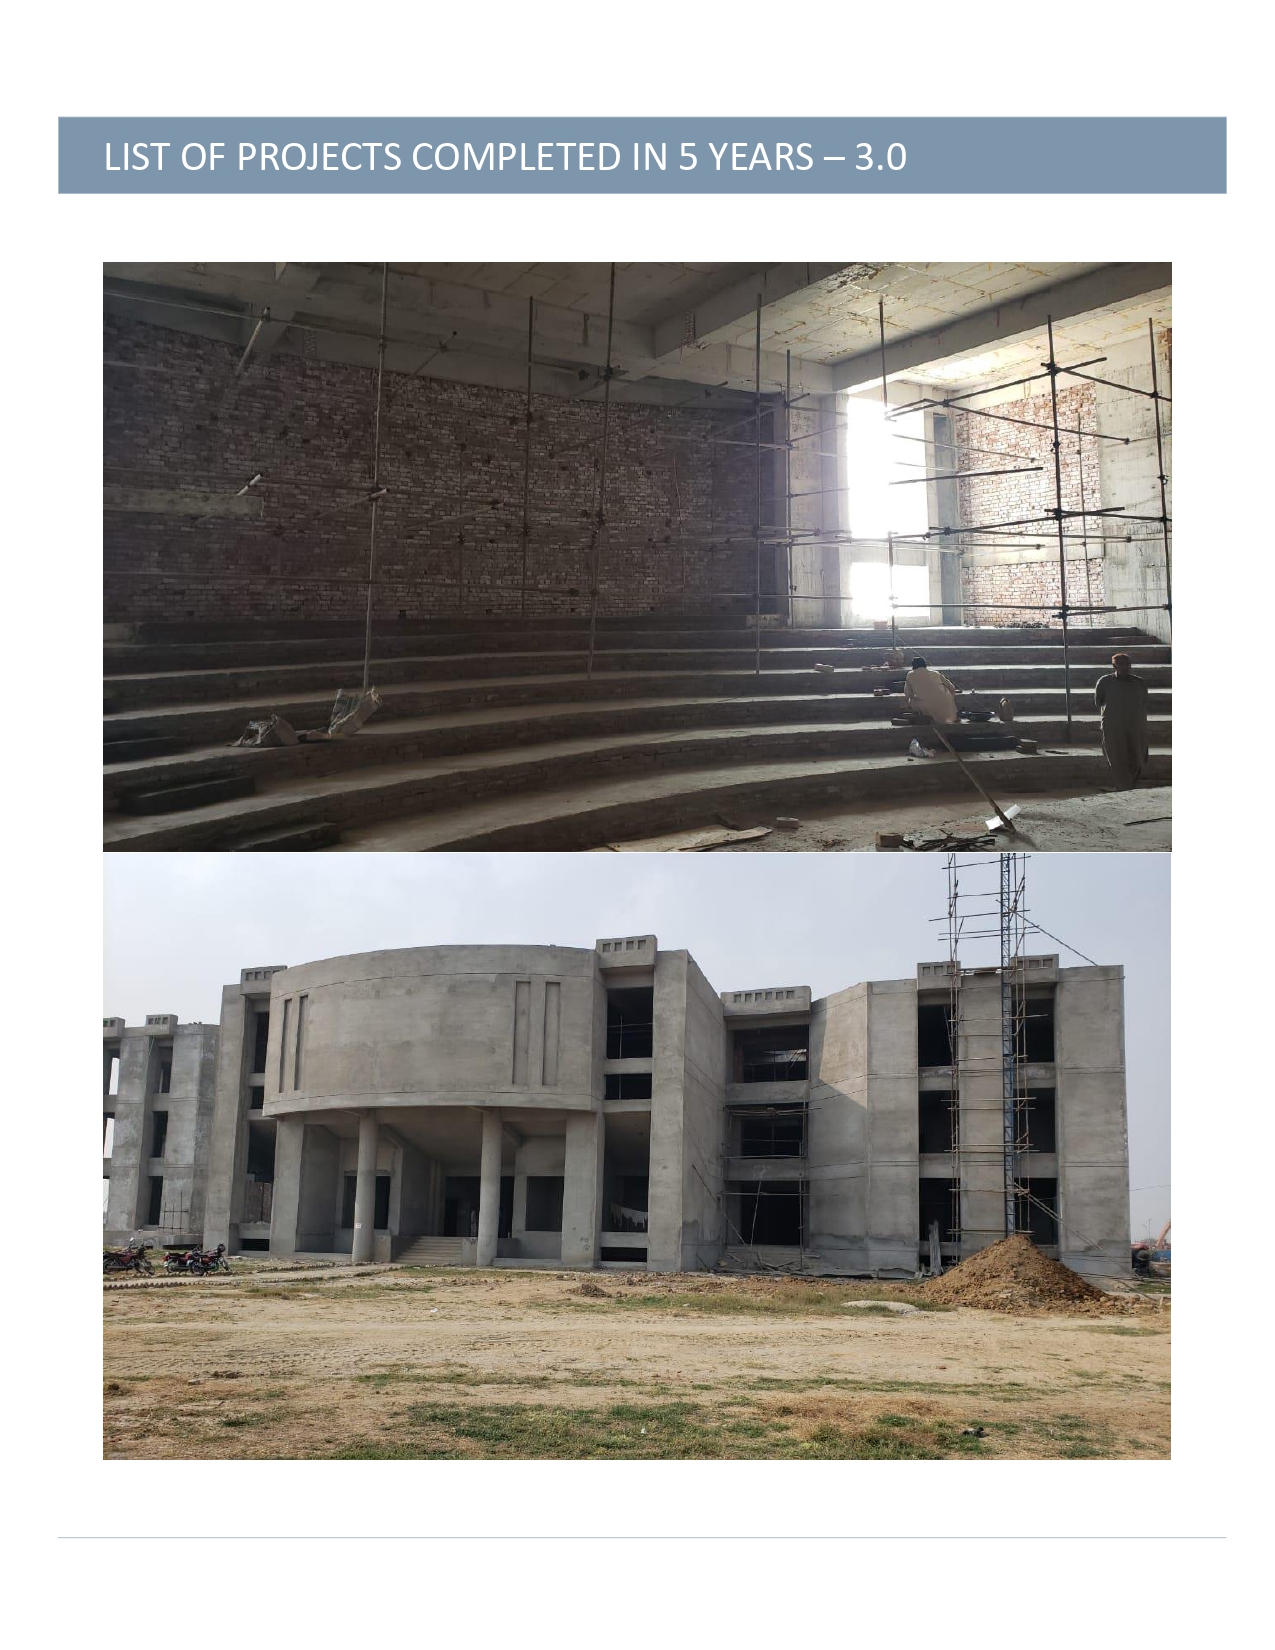 LIST OF PROJECTS COMPLETED IN 5 YEARS – 3.0